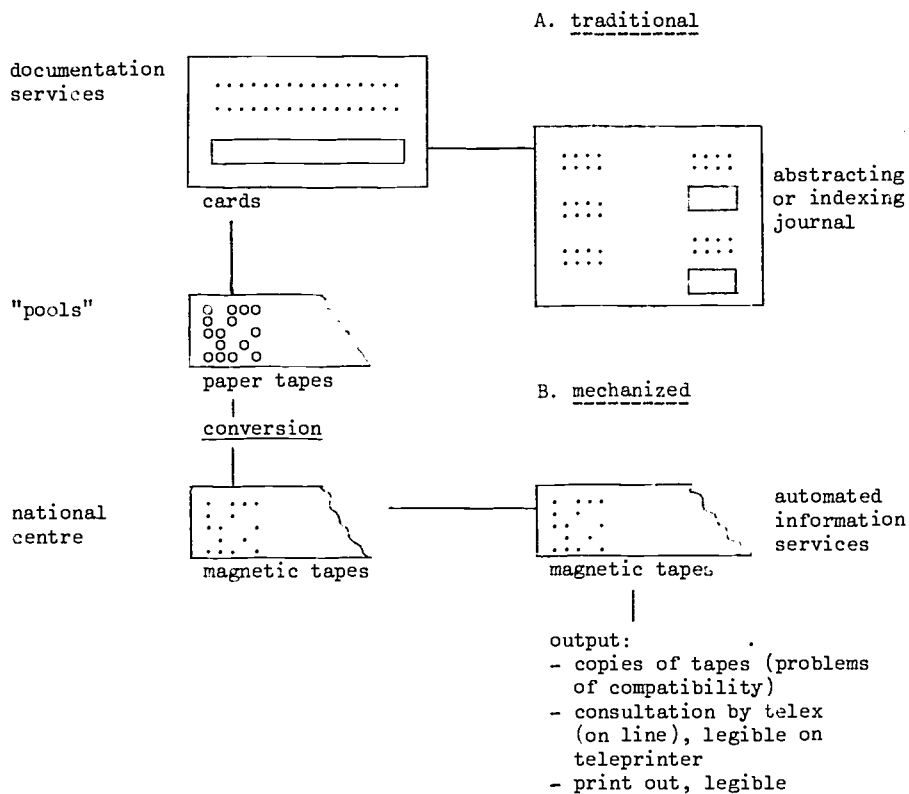 A. traditional
documentation
services
cards
abstracting
or indexing
journal
"pools"
paper tapes
B. mechanized
conversion
national
centre
magnetic tapes
automated
information
services
magnetic tapes
output:
- copies of tapes (problems
of compatibility)
- consultation by telex
(on line), legible on
teleprinter
- print out, legible